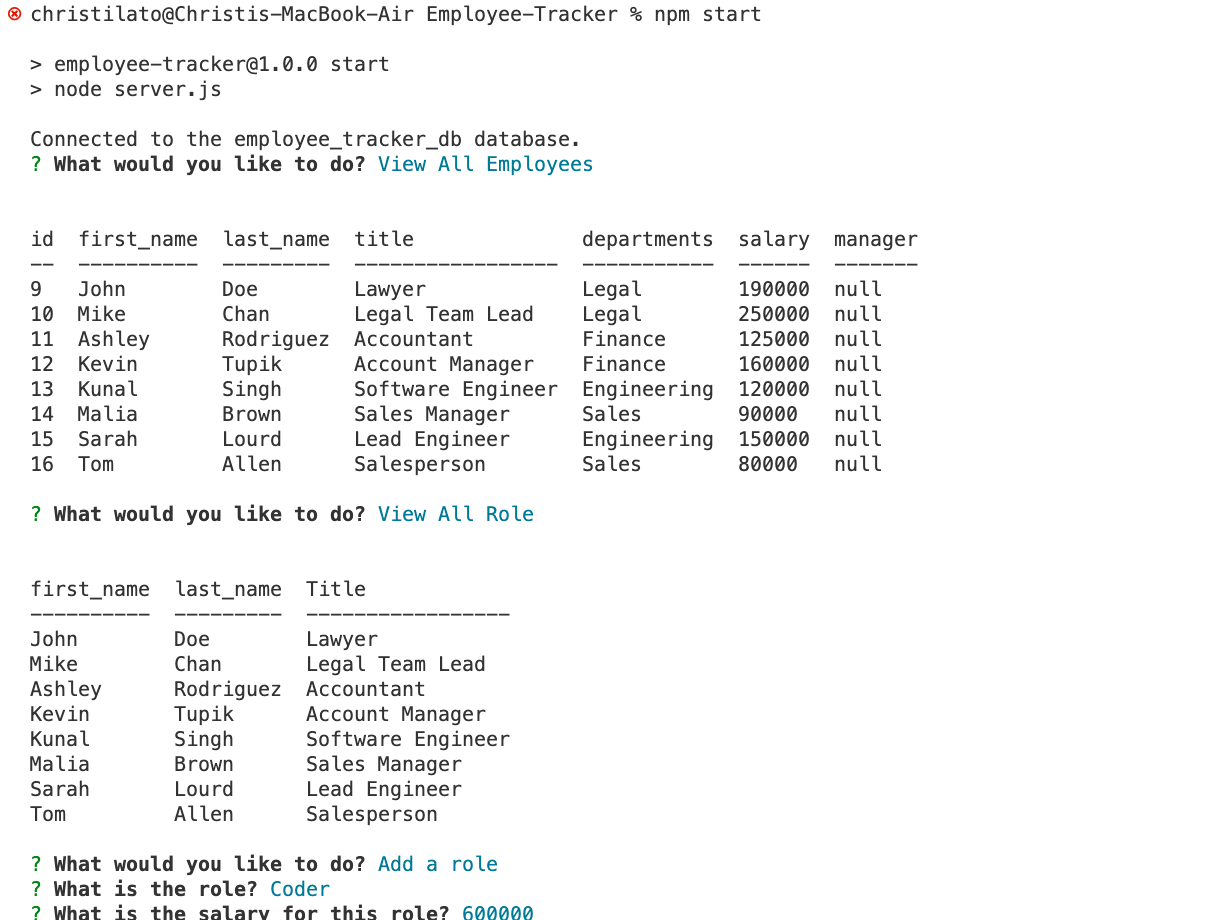 christilato@Christis-MacBook-Air Employee-Tracker % npm start
> employee-tracker@1.0.0 start
> node server.js
Connected to the employee_tracker_db database.
? What would you like to do? View All Employees
id  first_name  last_name  title              departments  salary  manager
--  ----------  ---------  -----------------  -----------  ------  -------
9   John        Doe        Lawyer             Legal        190000  null
10  Mike        Chan       Legal Team Lead    Legal        250000  null
11  Ashley      Rodriguez  Accountant         Finance      125000  null
12  Kevin       Tupik      Account Manager    Finance      160000  null
13  Kunal       Singh      Software Engineer  Engineering  120000  null
14  Malia       Brown      Sales Manager      Sales        90000   null
15  Sarah       Lourd      Lead Engineer      Engineering  150000  null
16  Tom         Allen      Salesperson        Sales        80000   null
? What would you like to do? View All Role
first_name  last_name  Title
----------  ---------  -----------------
John        Doe        Lawyer
Mike        Chan       Legal Team Lead
Ashley      Rodriguez  Accountant
Kevin       Tupik      Account Manager
Kunal       Singh      Software Engineer
Malia       Brown      Sales Manager
Sarah       Lourd      Lead Engineer
Tom         Allen      Salesperson
? What would you like to do? Add a role
? What is the role? Coder
? What is the salary for this role? 600000